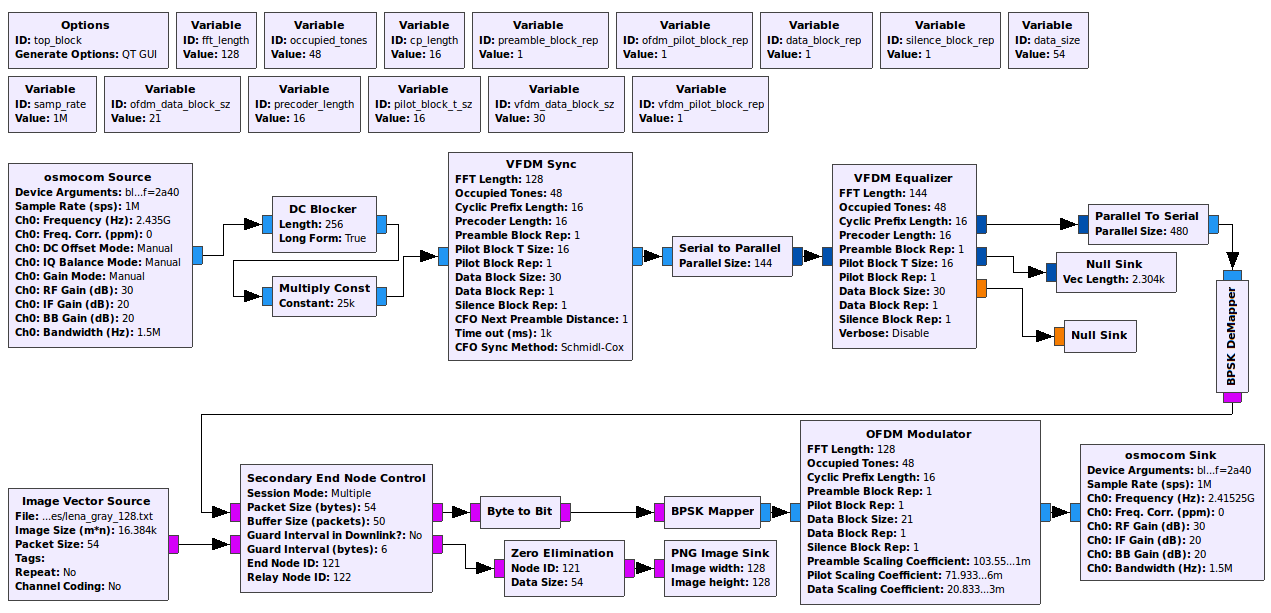 Options
ID: top_block
Generate Options: QT GUI
Variable
ID: fft_length
Value: 128
Variable
ID: occupied_tones
Value: 48
Variable
ID: cp_length
Value: 16
Variable
ID: preamble_block_rep
Value: 1
Variable
ID: ofdm_pilot_block_rep
Value: 1
Variable
ID: data_block_rep
Value: 1
Variable
ID: silence_block_rep
Value: 1
Variable
ID: data_size
Value: 54
Variable
ID: samp_rate
Value: 1M
Variable
ID: ofdm_data_block_sz
Value: 21
Variable
ID: precoder_length
Value: 16
Variable
ID: pilot_block_t_sz
Value: 16
Variable
ID: vfdm_data_block_sz
Value: 30
Variable
ID: vfdm_pilot_block_rep
Value: 1
osmocom Source
Device Arguments: bl...f=2a40
Sample Rate (sps): 1M
Ch0: Frequency (Hz): 2.435G
Ch0: Freq. Corr. (ppm): 0
Ch0: DC Offset Mode: Manual
Ch0: IQ Balance Mode: Manual
Ch0: Gain Mode: Manual
Ch0: RF Gain (dB): 30
Ch0: IF Gain (dB): 20
Ch0: BB Gain (dB): 20
Ch0: Bandwidth (Hz): 1.5M
DC Blocker
Length: 256
Long Form: True
Multiply Const
Constant: 25k
VFDM Sync
FFT Length: 128
Occupied Tones: 48
Cyclic Prefix Length: 16
Precoder Length: 16
Preamble Block Rep: 1
Pilot Block T Size: 16
Pilot Block Rep: 1
Data Block Size: 30
Data Block Rep: 1
Silence Block Rep: 1
CFO Next Preamble Distance: 1
Time out (ms): 1k
CFO Sync Method: Schmidl-Cox
Serial to Parallel
Parallel Size: 144
VFDM Equalizer
FFT Length: 144
Occupied Tones: 48
Cyclic Prefix Length: 16
Precoder Length: 16
Preamble Block Rep: 1
Pilot Block T Size: 16
Pilot Block Rep: 1
Data Block Size: 30
Data Block Rep: 1
Silence Block Rep: 1
Verbose: Disable
Parallel To Serial
Parallel Size: 480
Null Sink
Vec Length: 2.304k
Null Sink
BPSK DeMapper
Image Vector Source
File: ...es/lena_gray_128.txt
Image Size (m*n): 16.384k
Packet Size: 54
Tags:
Repeat: No
Channel Coding: No
Secondary End Node Control
Session Mode: Multiple
Packet Size (bytes): 54
Buffer Size (packets): 50
Guard Interval in Downlink?: No
Guard Interval (bytes): 6
End Node ID: 121
Relay Node ID: 122
Byte to Bit
Zero Elimination
Node ID: 121
Data Size: 54
BPSK Mapper
PNG Image Sink
Image width: 128
Image height: 128
OFDM Modulator
FFT Length: 128
Occupied Tones: 48
Cyclic Prefix Length: 16
Preamble Block Rep: 1
Pilot Block Rep: 1
Data Block Size: 21
Data Block Rep: 1
Silence Block Rep: 1
Preamble Scaling Coefficient: 103.55...1m
Pilot Scaling Coefficient: 71.933...6m
Data Scaling Coefficient: 20.833...3m
osmocom Sink
Device Arguments: bl...f=2a40
Sample Rate (sps): 1M
Ch0: Frequency (Hz): 2.41525G
Ch0: Freq. Corr. (ppm): 0
Ch0: RF Gain (dB): 30
Ch0: IF Gain (dB): 20
Ch0: BB Gain (dB): 20
Ch0: Bandwidth (Hz): 1.5M